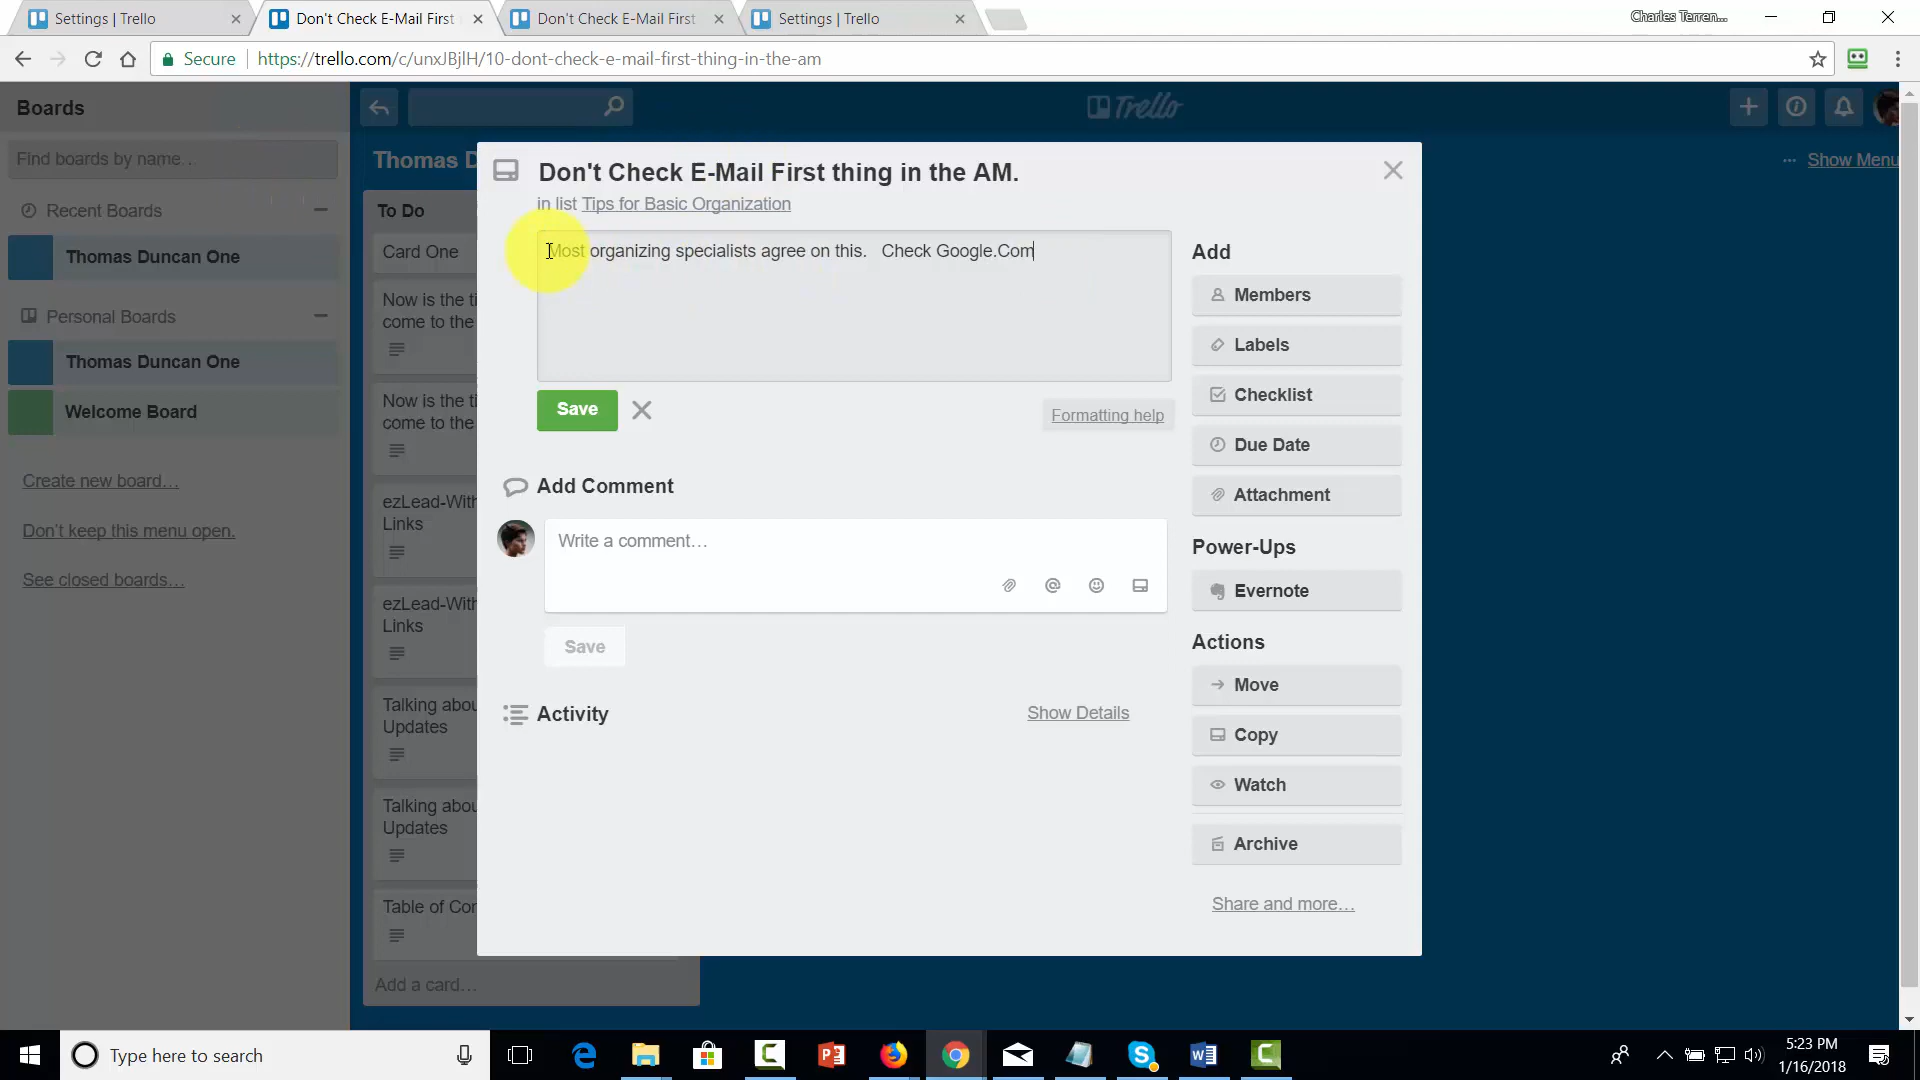 Settings | Trello
Don't Check E-Mail First
Don't Check E-Mail First
Settings | Trello
Charles Terren...
Secure
https://trello.com/c/unxJBjlH/10-dont-check-e-mail-first-thing-in-the-am
Boards
Trello
Find boards by name…
Thomas D
Show Menu
Recent Boards
Thomas Duncan One
Personal Boards
Thomas Duncan One
Welcome Board
Create new board…
Don't keep this menu open.
See closed boards…
To Do
Card One
Now is the ti
come to the
Now is the ti
come to the
ezLead-With
Links
ezLead-With
Links
Talking abou
Updates
Talking abou
Updates
Table of Con
Add a card…
Don't Check E-Mail First thing in the AM.
in list Tips for Basic Organization
Most organizing specialists agree on this.   Check Google.Com
Save
Formatting help
Add Comment
Write a comment…
Save
Activity
Show Details
Add
Members
Labels
Checklist
Due Date
Attachment
Power-Ups
Evernote
Actions
Move
Copy
Watch
Archive
Share and more…
Type here to search
5:23 PM
1/16/2018